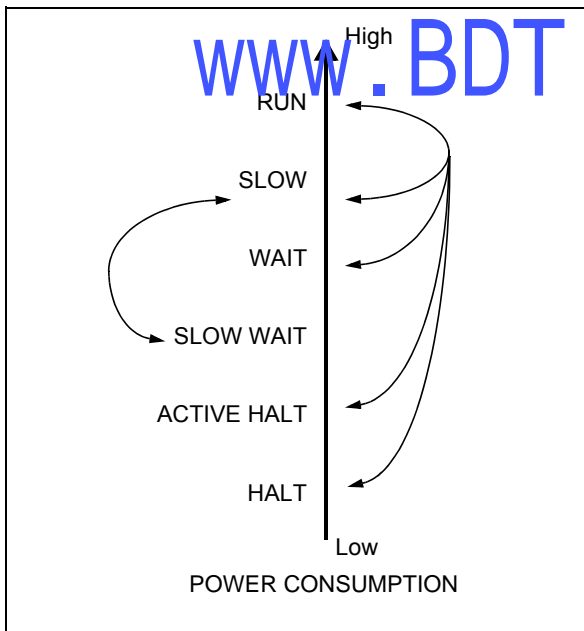 www.BDT
High
RUN
SLOW
WAIT
SLOW WAIT
ACTIVE HALT
HALT
Low
POWER CONSUMPTION